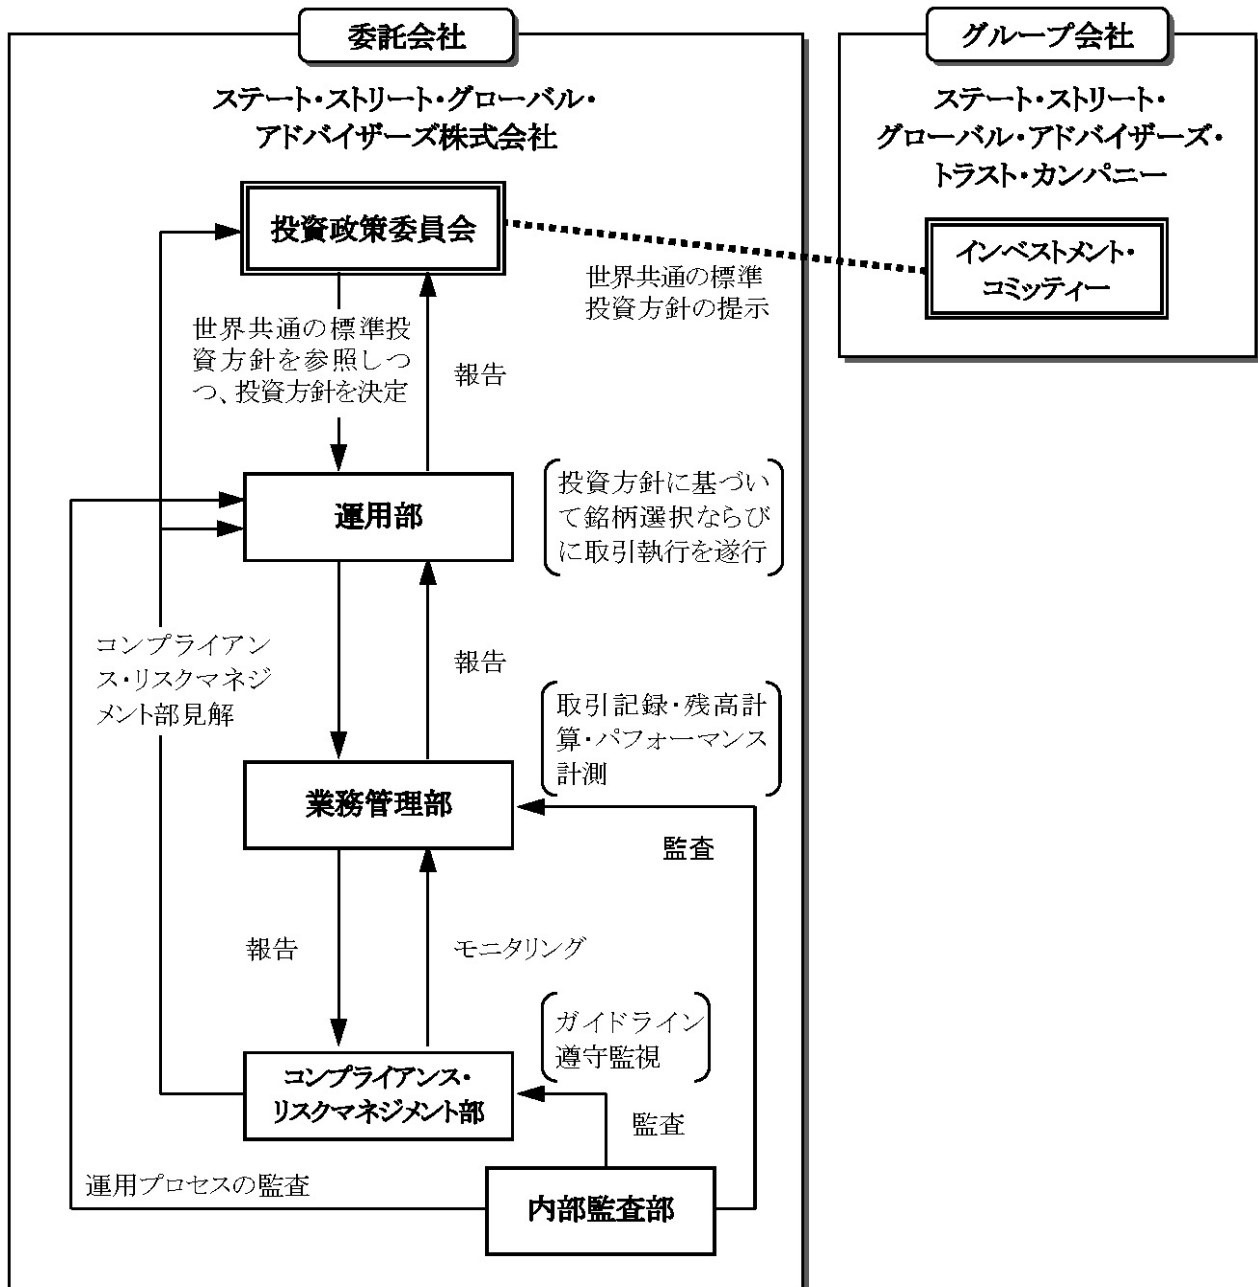 委託会社
ステート・ストリート・グローバル・
アドバイザーズ株式会社
グループ会社
ステート・ストリート・
グローバル・アドバイザーズ・
トラスト・カンパニー
投資政策委員会
インベストメント・
コミッティー
世界共通の標準
投資方針の提示
世界共通の標準投
資方針を参照しつ
つ、投資方針を決定
報告
運用部
投資方針に基づい
て銘柄選択ならび
に取引執行を遂行
コンプライアン
ス・リスクマネジ
メント部見解
報告
取引記録・残高計
算・パフォーマンス
計測
業務管理部
監査
報告
モニタリング
ガイドライン
遵守監視
コンプライアンス・
リスクマネジメント部
監査
運用プロセスの監査
内部監査部